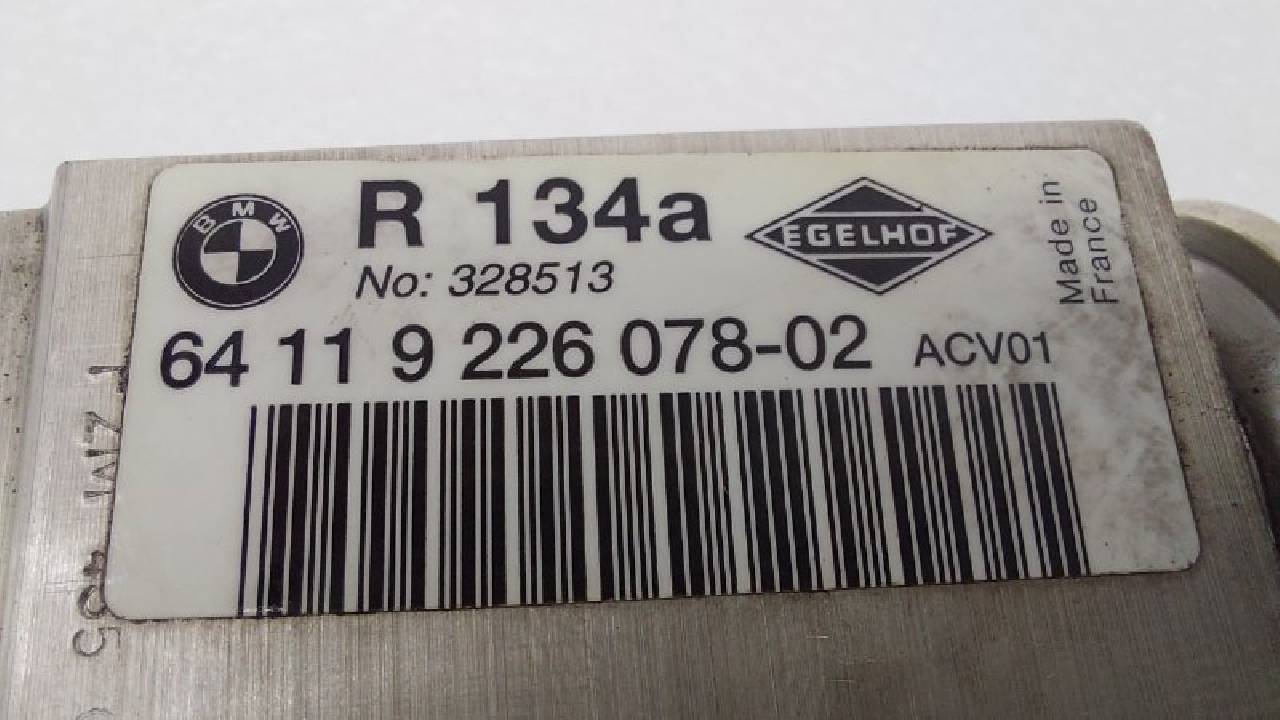 BMW
R 134a
EGELHOF
No: 328513
Made in
France
64 11 9 226 078-02 ACV01